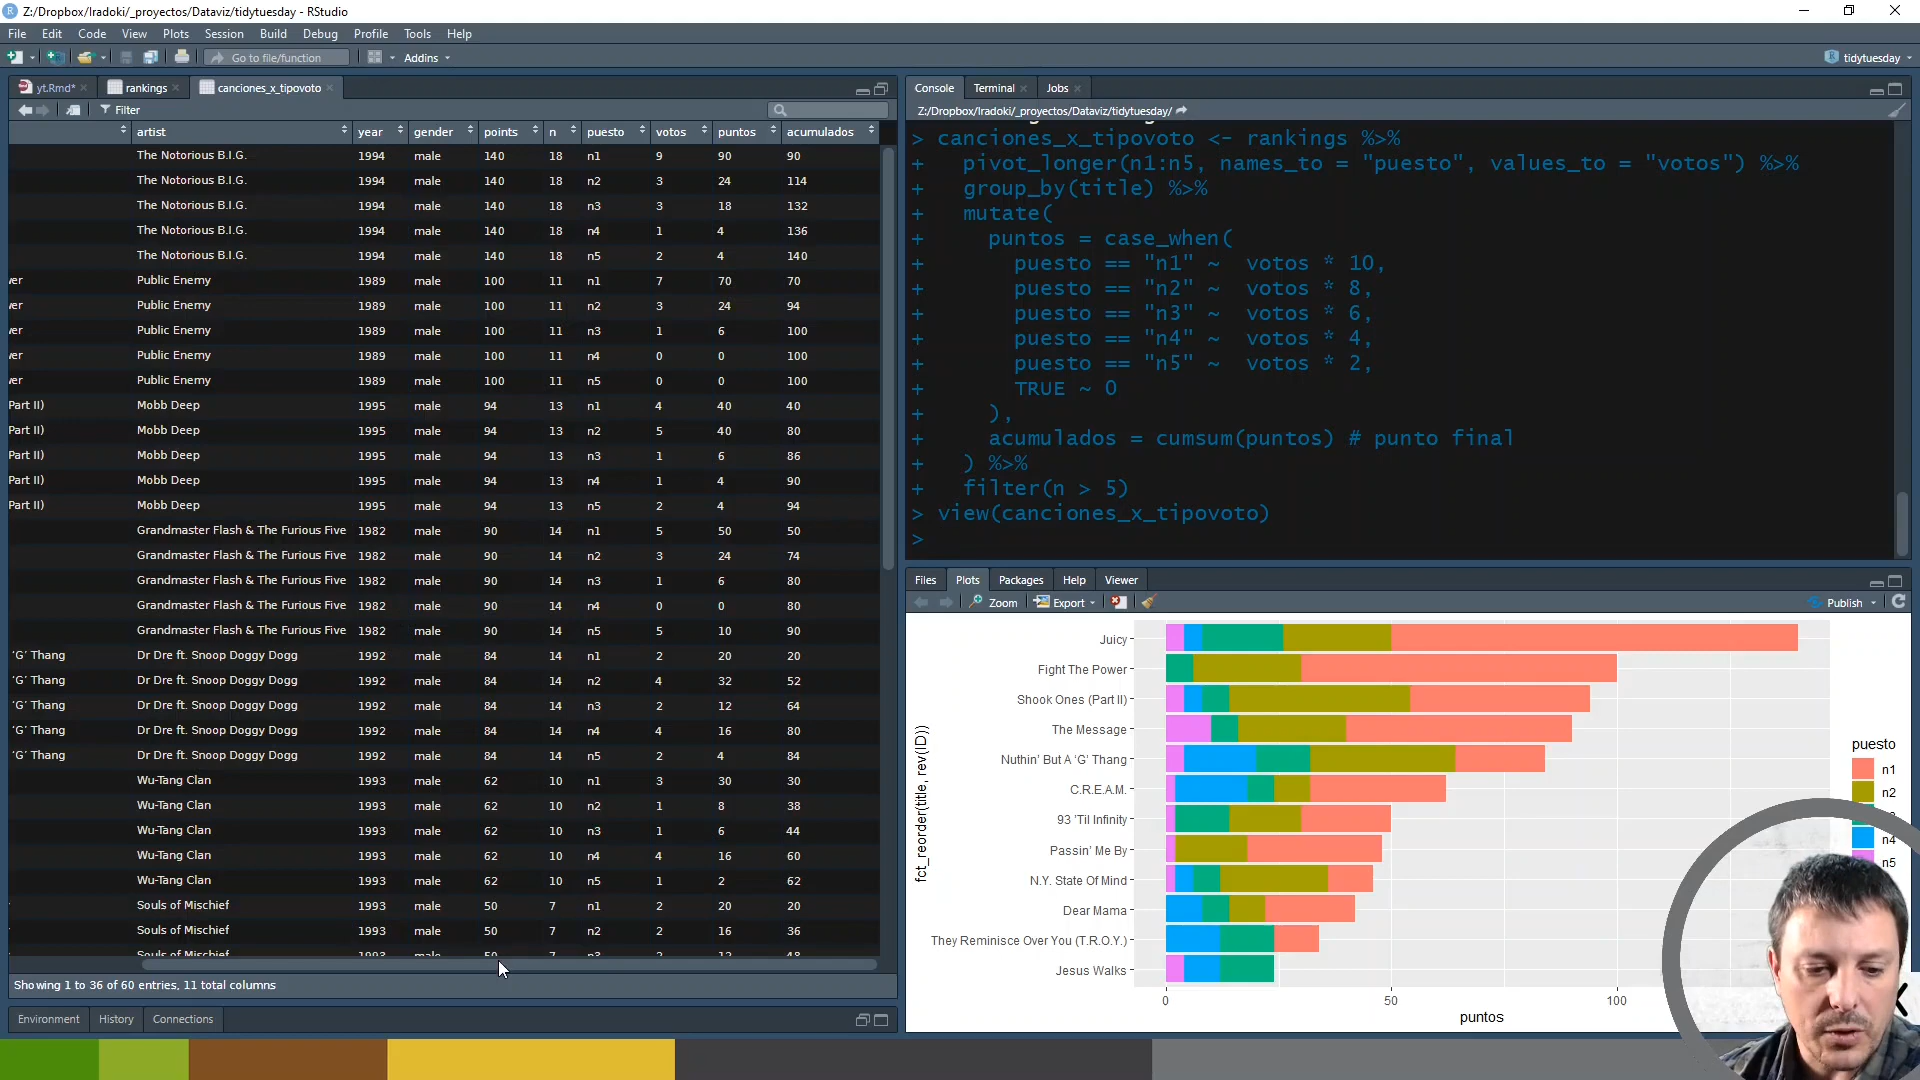 Z:/Dropbox/Iradoki/_proyectos/Dataviz/tidytuesday - RStudio
File Edit Code View Plots Session Build Debug Profile Tools Help
Go to file/function Addins tidytuesday
yt.Rmd* rankings canciones_x_tipovoto
Filter
artist year gender points n puesto votos puntos acumulados
The Notorious B.I.G. 1994 male 140 18 n1 9 90 90
The Notorious B.I.G. 1994 male 140 18 n2 3 24 114
The Notorious B.I.G. 1994 male 140 18 n3 3 18 132
The Notorious B.I.G. 1994 male 140 18 n4 1 4 136
The Notorious B.I.G. 1994 male 140 18 n5 2 4 140
wer Public Enemy 1989 male 100 11 n1 7 70 70
wer Public Enemy 1989 male 100 11 n2 3 24 94
wer Public Enemy 1989 male 100 11 n3 1 6 100
wer Public Enemy 1989 male 100 11 n4 0 0 100
wer Public Enemy 1989 male 100 11 n5 0 0 100
Part II) Mobb Deep 1995 male 94 13 n1 4 40 40
Part II) Mobb Deep 1995 male 94 13 n2 5 40 80
Part II) Mobb Deep 1995 male 94 13 n3 1 6 86
Part II) Mobb Deep 1995 male 94 13 n4 1 4 90
Part II) Mobb Deep 1995 male 94 13 n5 2 4 94
Grandmaster Flash & The Furious Five 1982 male 90 14 n1 5 50 50
Grandmaster Flash & The Furious Five 1982 male 90 14 n2 3 24 74
Grandmaster Flash & The Furious Five 1982 male 90 14 n3 1 6 80
Grandmaster Flash & The Furious Five 1982 male 90 14 n4 0 0 80
Grandmaster Flash & The Furious Five 1982 male 90 14 n5 5 10 90
‘G’ Thang Dr Dre ft. Snoop Doggy Dogg 1992 male 84 14 n1 2 20 20
‘G’ Thang Dr Dre ft. Snoop Doggy Dogg 1992 male 84 14 n2 4 32 52
‘G’ Thang Dr Dre ft. Snoop Doggy Dogg 1992 male 84 14 n3 2 12 64
‘G’ Thang Dr Dre ft. Snoop Doggy Dogg 1992 male 84 14 n4 4 16 80
‘G’ Thang Dr Dre ft. Snoop Doggy Dogg 1992 male 84 14 n5 2 4 84
Wu-Tang Clan 1993 male 62 10 n1 3 30 30
Wu-Tang Clan 1993 male 62 10 n2 1 8 38
Wu-Tang Clan 1993 male 62 10 n3 1 6 44
Wu-Tang Clan 1993 male 62 10 n4 4 16 60
Wu-Tang Clan 1993 male 62 10 n5 1 2 62
Souls of Mischief 1993 male 50 7 n1 2 20 20
Souls of Mischief 1993 male 50 7 n2 2 16 36
Souls of Mischief 1993 male 50 7 n3 2 12 48
Showing 1 to 36 of 60 entries, 11 total columns
Environment History Connections
Console Terminal Jobs
Z:/Dropbox/Iradoki/_proyectos/Dataviz/tidytuesday/
> canciones_x_tipovoto <- rankings %>%
+ pivot_longer(n1:n5, names_to = "puesto", values_to = "votos") %>%
+ group_by(title) %>%
+ mutate(
+ puntos = case_when(
+ puesto == "n1" ~ votos * 10,
+ puesto == "n2" ~ votos * 8,
+ puesto == "n3" ~ votos * 6,
+ puesto == "n4" ~ votos * 4,
+ puesto == "n5" ~ votos * 2,
+ TRUE ~ 0
+ ),
+ acumulados = cumsum(puntos) # punto final
+ ) %>%
+ filter(n > 5)
> view(canciones_x_tipovoto)
>
Files Plots Packages Help Viewer
Zoom Export Publish
fct_reorder(title, rev(ID))
Juicy
Fight The Power
Shook Ones (Part II)
The Message
Nuthin’ But A ‘G’ Thang
C.R.E.A.M.
93 ’Til Infinity
Passin’ Me By
N.Y. State Of Mind
Dear Mama
They Reminisce Over You (T.R.O.Y.)
Jesus Walks
0 50 100
puntos
puesto
n1
n2
n4
n5